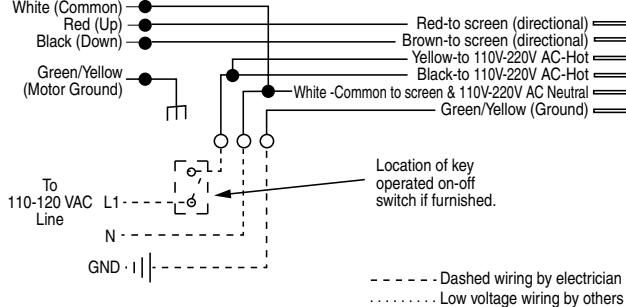 White (Common)
Red (Up)
Black (Down)
Green/Yellow
(Motor Ground)
Red-to screen (directional)
Brown-to screen (directional)
Yellow-to 110V-220V AC-Hot
Black-to 110V-220V AC-Hot
White -Common to screen & 110V-220V AC Neutral
Green/Yellow (Ground)
Location of key
operated on-off
switch if furnished.
To
110-120 VAC L1
Line
N
GND
Dashed wiring by electrician
Low voltage wiring by others